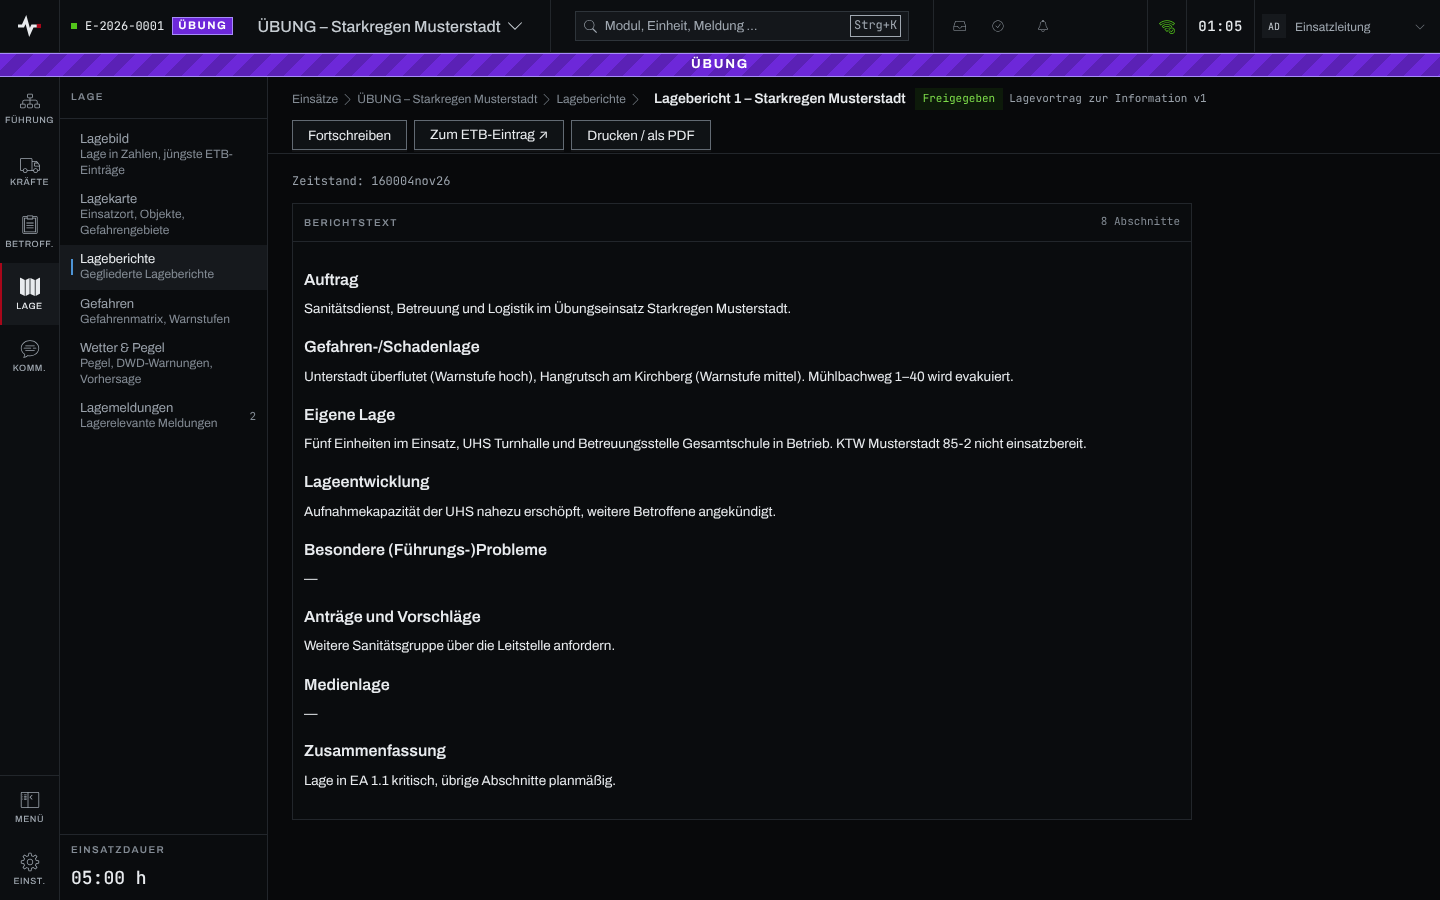 E-2026-0001 ÜBUNG ÜBUNG – Starkregen Musterstadt
Modul, Einheit, Meldung ... Strg+K
01:05 AD Einsatzleitung
ÜBUNG
FÜHRUNG
KRÄFTE
BETROFF.
LAGE
KOMM.
MENÜ
EINST.
LAGE
Lagebild
Lage in Zahlen, jüngste ETB-
Einträge
Lagekarte
Einsatzort, Objekte,
Gefahrengebiete
Lageberichte
Gegliederte Lageberichte
Gefahren
Gefahrenmatrix, Warnstufen
Wetter & Pegel
Pegel, DWD-Warnungen,
Vorhersage
Lagemeldungen
Lagerelevante Meldungen 2
EINSATZDAUER
05:00 h
Einsätze > ÜBUNG – Starkregen Musterstadt > Lageberichte > Lagebericht 1 – Starkregen Musterstadt Freigegeben Lagevortrag zur Information v1
Fortschreiben Zum ETB-Eintrag ↗ Drucken / als PDF
Zeitstand: 160004nov26
BERICHTSTEXT 8 Abschnitte
Auftrag
Sanitätsdienst, Betreuung und Logistik im Übungseinsatz Starkregen Musterstadt.
Gefahren-/Schadenlage
Unterstadt überflutet (Warnstufe hoch), Hangrutsch am Kirchberg (Warnstufe mittel). Mühlbachweg 1–40 wird evakuiert.
Eigene Lage
Fünf Einheiten im Einsatz, UHS Turnhalle und Betreuungsstelle Gesamtschule in Betrieb. KTW Musterstadt 85-2 nicht einsatzbereit.
Lageentwicklung
Aufnahmekapazität der UHS nahezu erschöpft, weitere Betroffene angekündigt.
Besondere (Führungs-)Probleme
—
Anträge und Vorschläge
Weitere Sanitätsgruppe über die Leitstelle anfordern.
Medienlage
—
Zusammenfassung
Lage in EA 1.1 kritisch, übrige Abschnitte planmäßig.